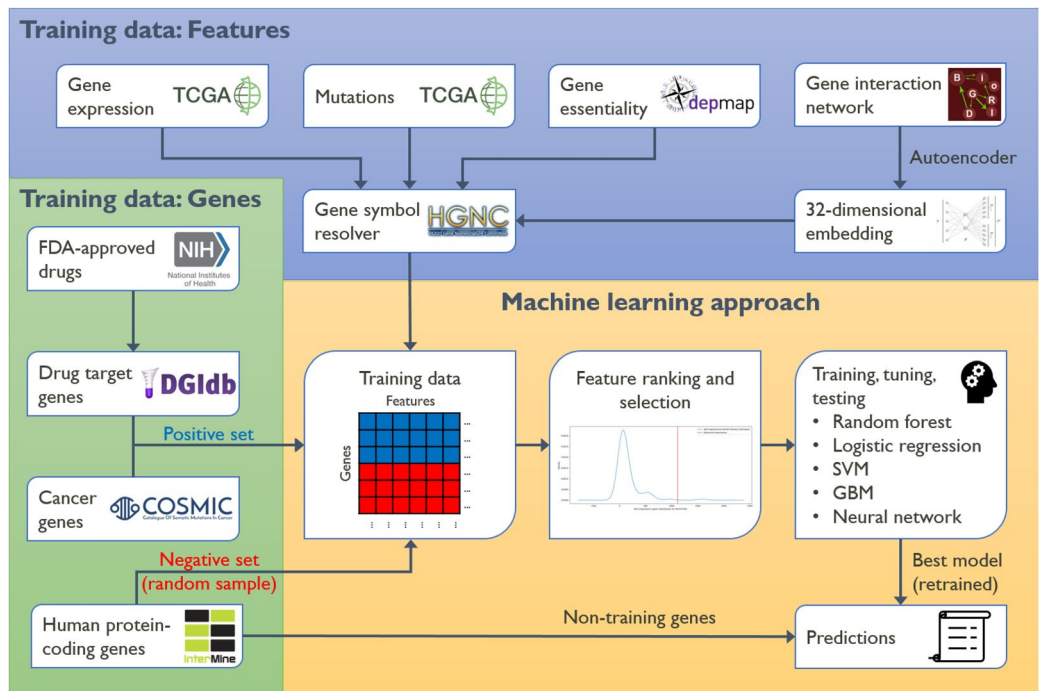 Training data: Features
Gene
expression
TCGA
Mutations
TCGA
Gene
essentiality
depmap
Gene interaction
network
B i o G R I D
Autoencoder
Training data: Genes
Gene symbol
resolver
HGNC
32-dimensional
embedding
FDA-approved
drugs
NIH
National Institutes
of Health
Machine learning approach
Drug target
genes
DGIdb
Positive set
Cancer
genes
COSMIC
Catalogue Of Somatic Mutations In Cancer
Negative set
(random sample)
Human protein-
coding genes
InterMine
Training data
Features
Genes
...
...
...
...
...
...
Feature ranking and
selection
Training, tuning,
testing
• Random forest
• Logistic regression
• SVM
• GBM
• Neural network
Best model
(retrained)
Non-training genes
Predictions